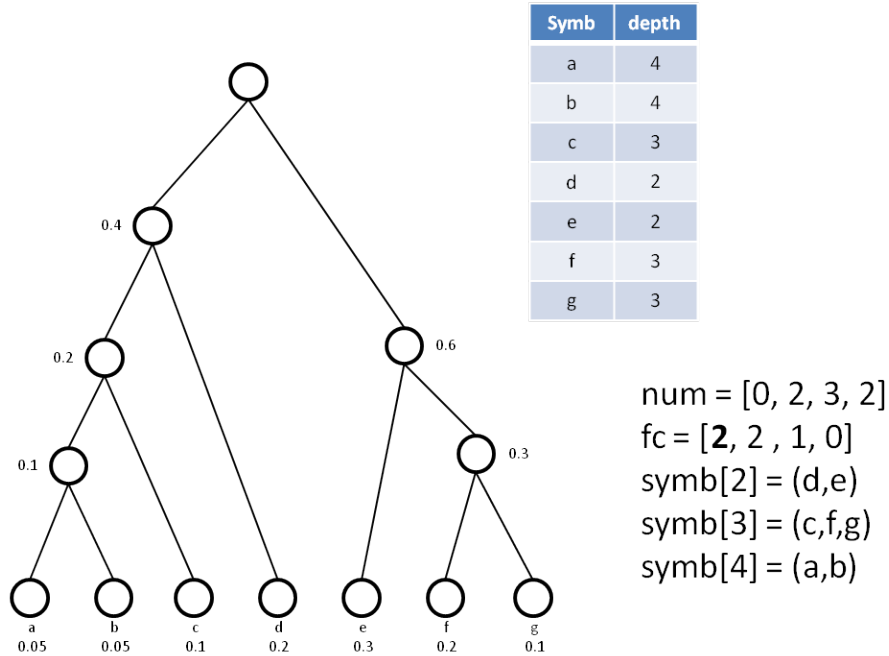 Symb depth
a 4
b 4
c 3
d 2
e 2
f 3
g 3
0.4
0.2
0.6
0.1
0.3
a b c d e f g
0.05 0.05 0.1 0.2 0.3 0.2 0.1
num = [0, 2, 3, 2]
fc = [2, 2 , 1, 0]
symb[2] = (d,e)
symb[3] = (c,f,g)
symb[4] = (a,b)